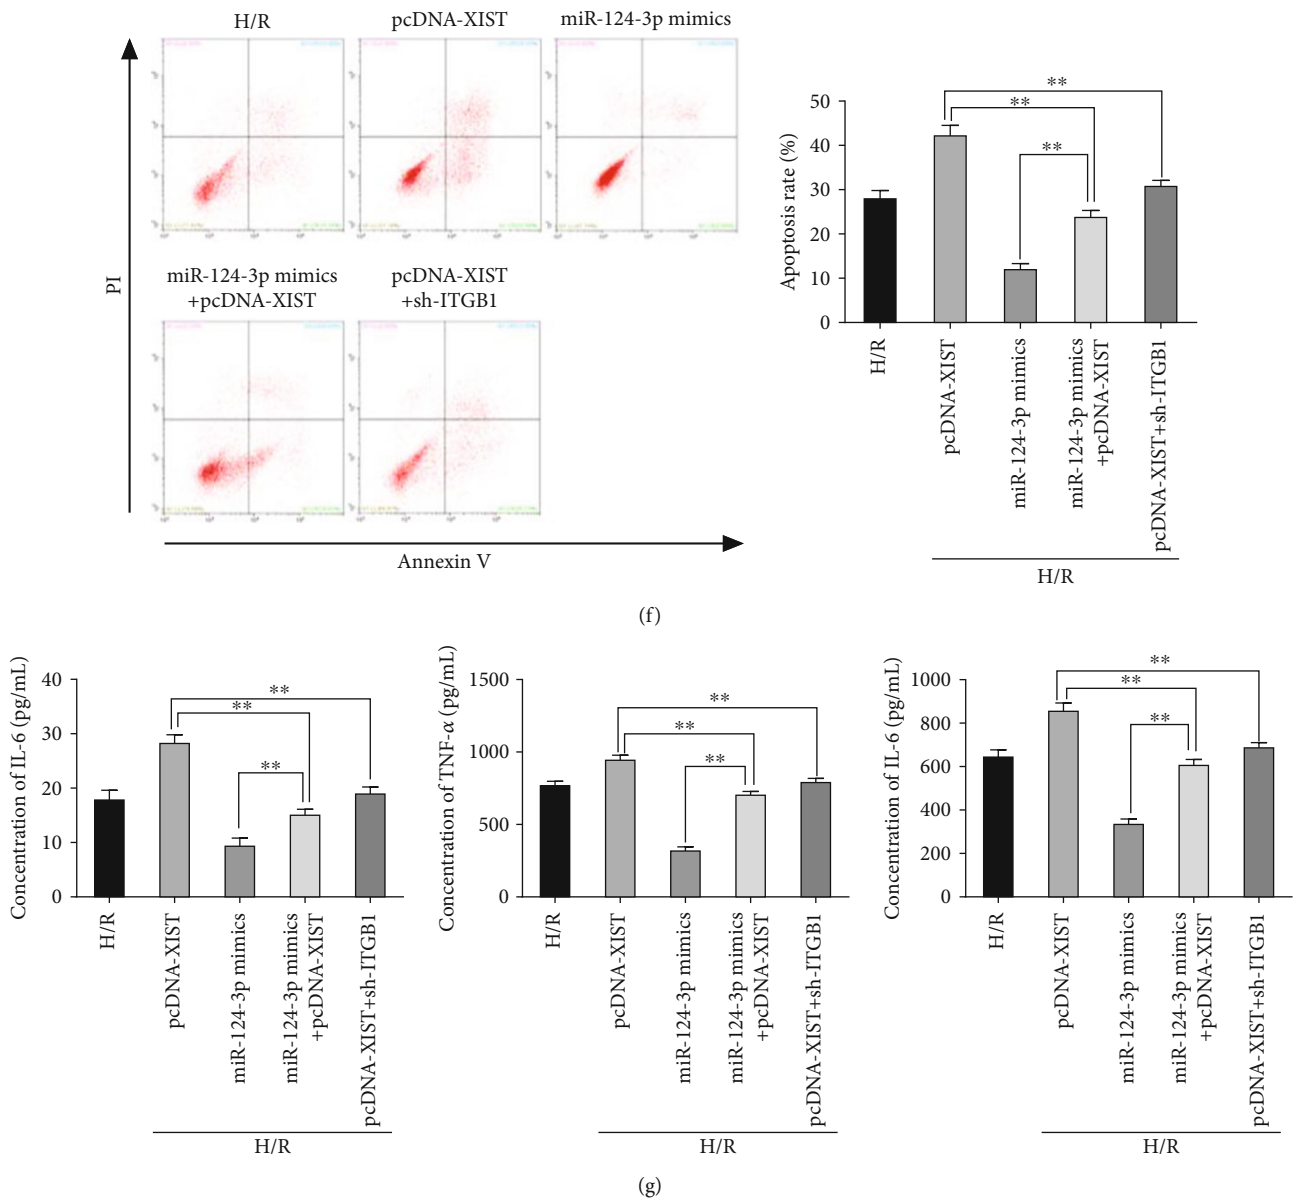 H/R
pcDNA-XIST
miR-124-3p mimics
PI
miR-124-3p mimics
+pcDNA-XIST
pcDNA-XIST
+sh-ITGB1
Annexin V
Apoptosis rate (%)
50
40
30
20
10
0
**
**
**
H/R
pcDNA-XIST
miR-124-3p mimics
miR-124-3p mimics
+pcDNA-XIST
pcDNA-XIST+sh-ITGB1
H/R
(f)
Concentration of IL-6 (pg/mL)
40
30
20
10
0
**
**
**
H/R
pcDNA-XIST
miR-124-3p mimics
miR-124-3p mimics
+pcDNA-XIST
pcDNA-XIST+sh-ITGB1
H/R
Concentration of TNF-α (pg/mL)
1500
1000
500
0
**
**
**
H/R
pcDNA-XIST
miR-124-3p mimics
miR-124-3p mimics
+pcDNA-XIST
pcDNA-XIST+sh-ITGB1
H/R
Concentration of IL-6 (pg/mL)
1000
800
600
400
200
0
**
**
**
H/R
pcDNA-XIST
miR-124-3p mimics
miR-124-3p mimics
+pcDNA-XIST
pcDNA-XIST+sh-ITGB1
H/R
(g)